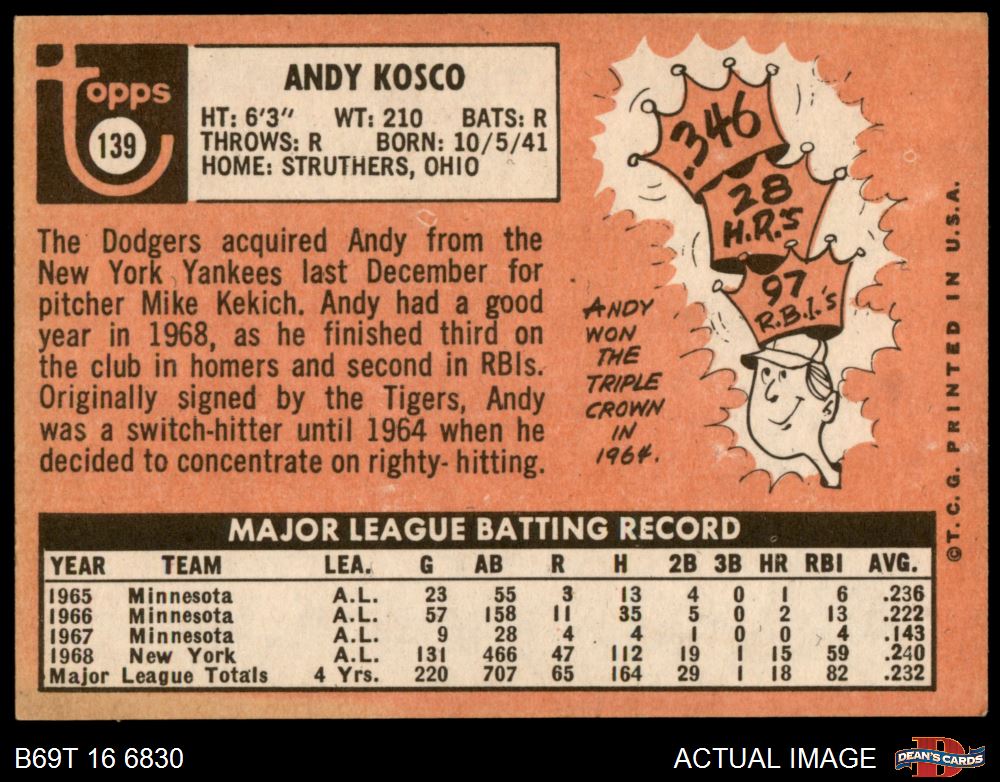 topps
139
ANDY KOSCO
HT: 6'3" WT: 210 BATS: R
THROWS: R BORN: 10/5/41
HOME: STRUTHERS, OHIO
The Dodgers acquired Andy from the
New York Yankees last December for
pitcher Mike Kekich. Andy had a good
year in 1968, as he finished third on
the club in homers and second in RBIs.
Originally signed by the Tigers, Andy
was a switch-hitter until 1964 when he
decided to concentrate on righty-hitting.
.346
28
H.R.'S
97
R.B.I.'s
ANDY
WON
THE
TRIPLE
CROWN
IN
1964.
©T.C.G. PRINTED IN U.S.A.
MAJOR LEAGUE BATTING RECORD
YEAR TEAM LEA. G AB R H 2B 3B HR RBI AVG.
1965 Minnesota A.L. 23 55 3 13 4 0 1 6 .236
1966 Minnesota A.L. 57 158 11 35 5 0 2 13 .222
1967 Minnesota A.L. 9 28 4 4 1 0 0 4 .143
1968 New York A.L. 131 466 47 112 19 1 15 59 .240
Major League Totals 4 Yrs. 220 707 65 164 29 1 18 82 .232
B69T 16 6830
ACTUAL IMAGE
D
DEAN'S CARDS